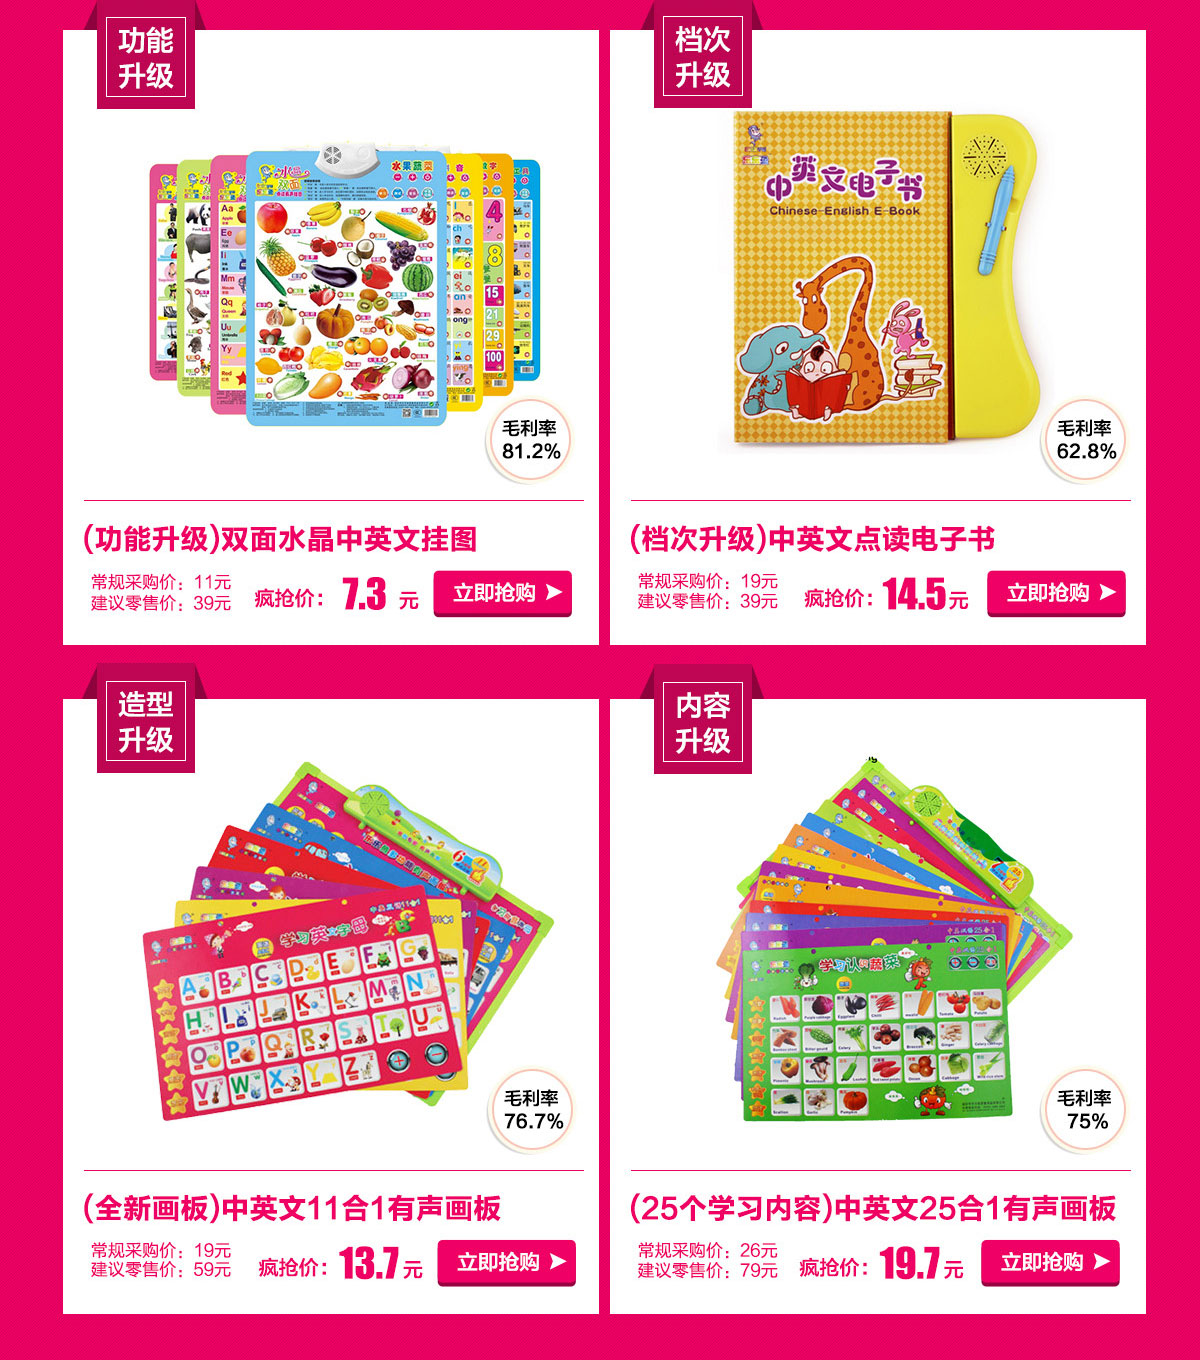 功能
升级
档次
升级
水果蔬菜
中英文电子书
Chinese-English E-Book
毛利率
81.2%
毛利率
62.8%
(功能升级)双面水晶中英文挂图
常规采购价：11元
建议零售价：39元
疯抢价：7.3 元
立即抢购
(档次升级)中英文点读电子书
常规采购价：19元
建议零售价：39元
疯抢价：14.5元
立即抢购
造型
升级
内容
升级
学习英文字母
A B C D E F G
H I J K L M N
O P Q R S T U
V W X Y Z
学习认识蔬菜
毛利率
76.7%
毛利率
75%
(全新画板)中英文11合1有声画板
常规采购价：19元
建议零售价：59元
疯抢价：13.7元
立即抢购
(25个学习内容)中英文25合1有声画板
常规采购价：26元
建议零售价：79元
疯抢价：19.7元
立即抢购